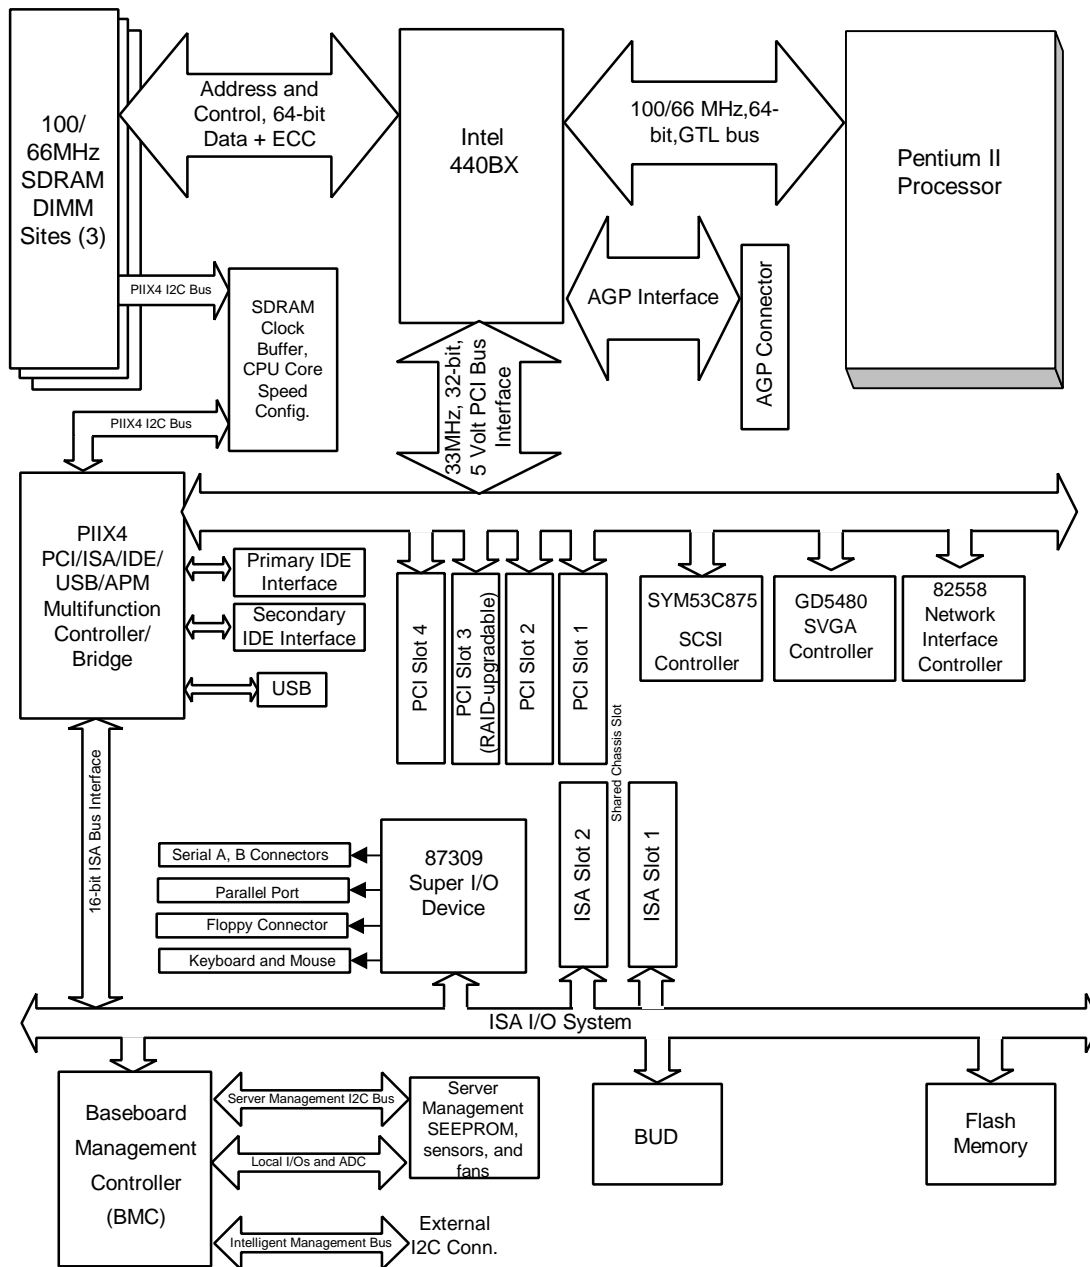 100/
66MHz
SDRAM
DIMM
Sites (3)
Address and
Control, 64-bit
Data + ECC
Intel
440BX
100/66 MHz,64-
bit,GTL bus
Pentium II
Processor
PIIX4 I2C Bus
SDRAM
Clock
Buffer,
CPU Core
Speed
Config.
AGP Interface
AGP Connector
33MHz, 32-bit,
5 Volt PCI Bus
Interface
PIIX4 I2C Bus
PIIX4
PCI/ISA/IDE/
USB/APM
Multifunction
Controller/
Bridge
Primary IDE
Interface
Secondary
IDE Interface
USB
PCI Slot 4
PCI Slot 3
(RAID-upgradable)
PCI Slot 2
PCI Slot 1
SYM53C875
SCSI
Controller
GD5480
SVGA
Controller
82558
Network
Interface
Controller
Shared Chassis Slot
16-bit ISA Bus Interface
Serial A, B Connectors
Parallel Port
Floppy Connector
Keyboard and Mouse
87309
Super I/O
Device
ISA Slot 2
ISA Slot 1
ISA I/O System
Baseboard
Management
Controller
(BMC)
Server Management I2C Bus
Local I/Os and ADC
Intelligent Management Bus
Server
Management
SEEPROM,
sensors, and
fans
External
I2C Conn.
BUD
Flash
Memory